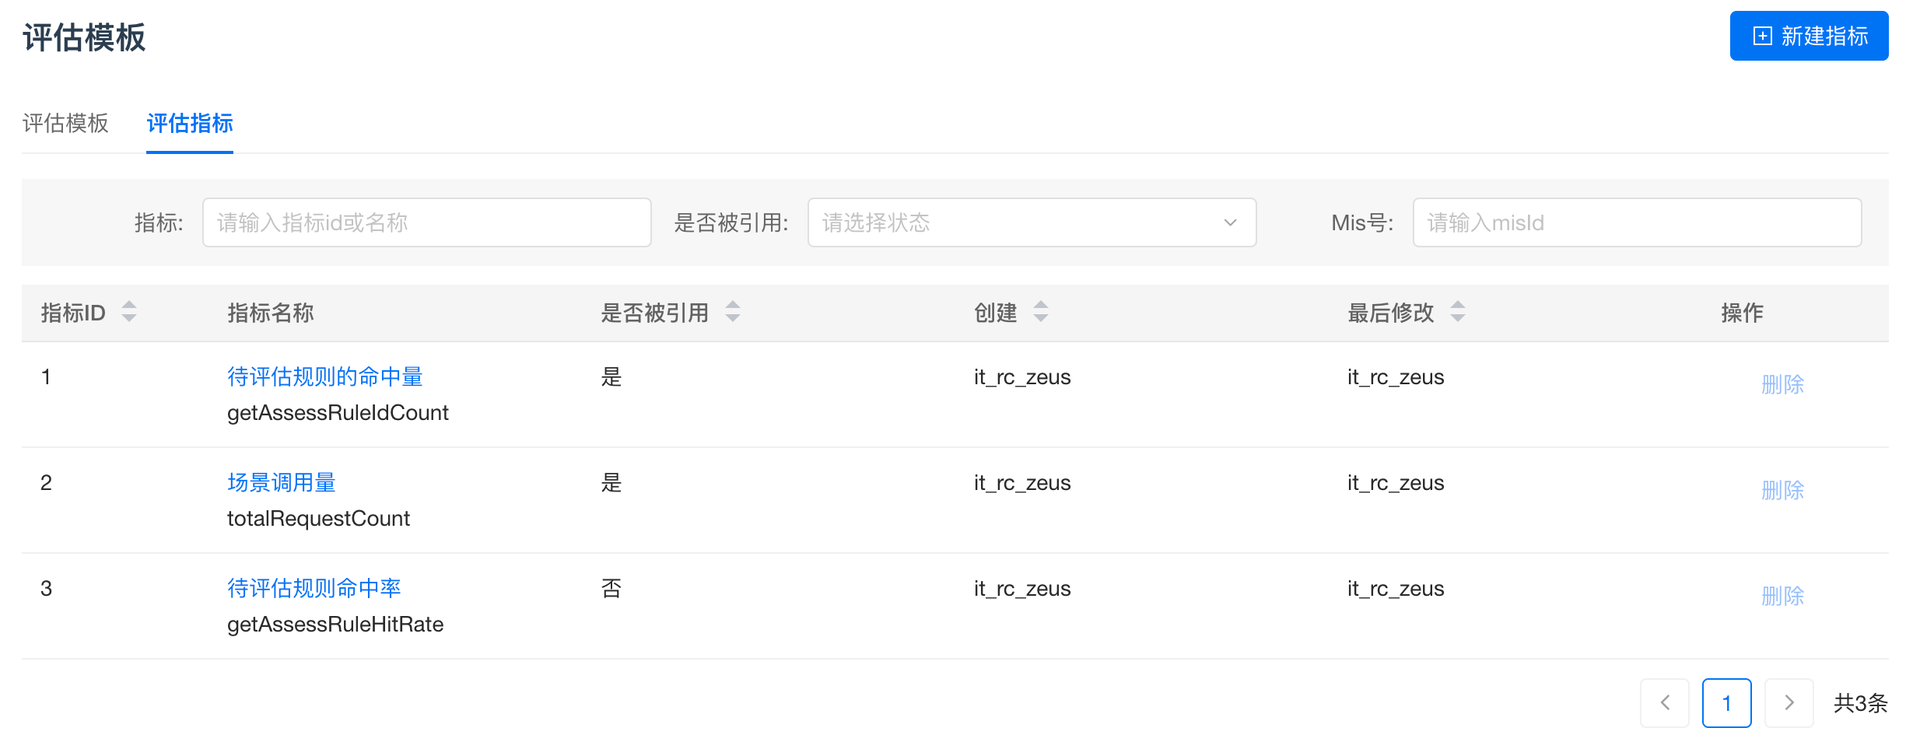 评估模板
新建指标
评估模板 评估指标
指标: 请输入指标id或名称 是否被引用: 请选择状态 Mis号: 请输入misId
指标ID 指标名称 是否被引用 创建 最后修改 操作
1 待评估规则的命中量 是 it_rc_zeus it_rc_zeus 删除
getAssessRuleIdCount
2 场景调用量 是 it_rc_zeus it_rc_zeus 删除
totalRequestCount
3 待评估规则命中率 否 it_rc_zeus it_rc_zeus 删除
getAssessRuleHitRate
1 共3条